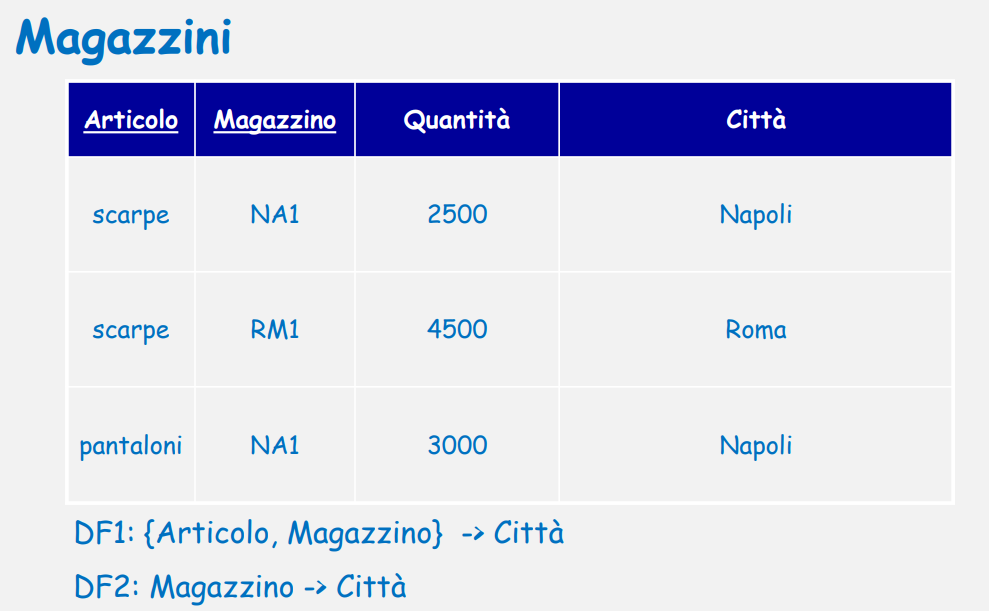 Magazzini
Articolo Magazzino Quantità Città
scarpe NA1 2500 Napoli
scarpe RM1 4500 Roma
pantaloni NA1 3000 Napoli
DF1: {Articolo, Magazzino} -> Città
DF2: Magazzino -> Città